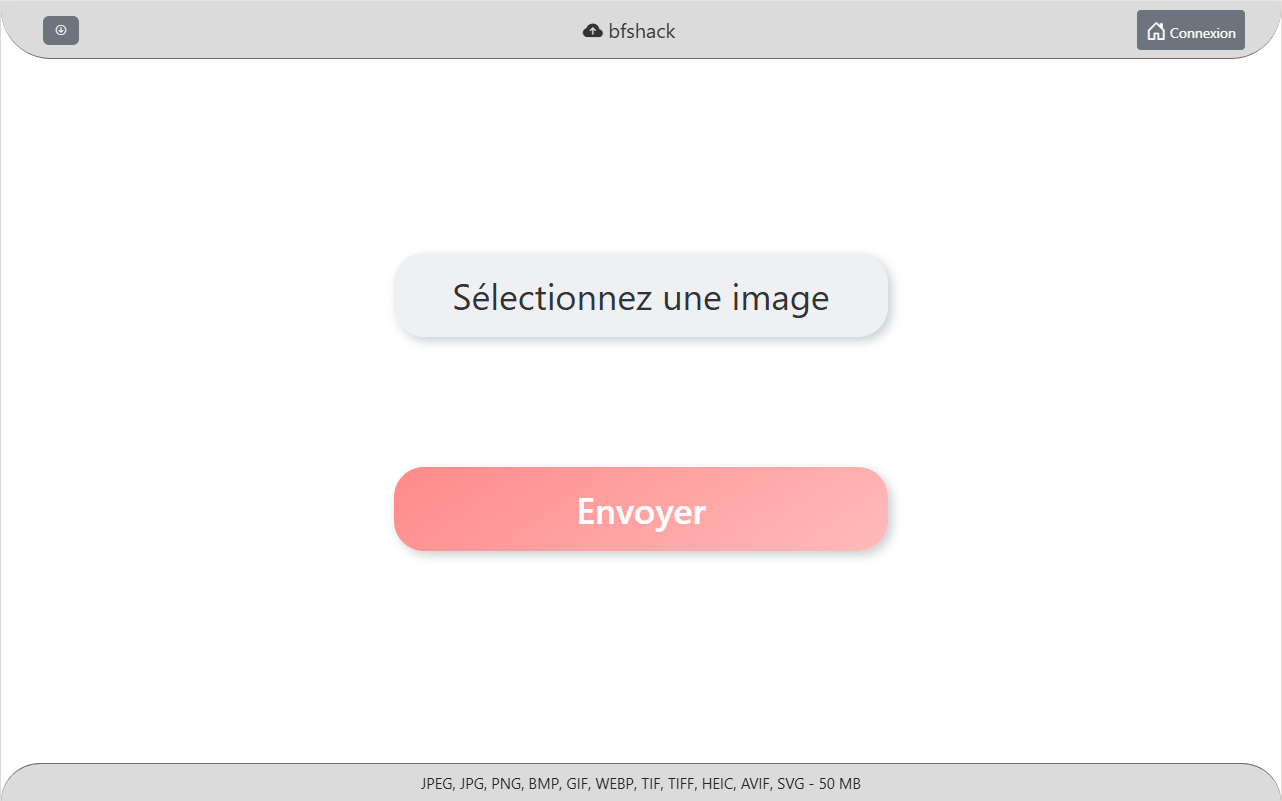 bfshack
Connexion
Sélectionnez une image
Envoyer
JPEG, JPG, PNG, BMP, GIF, WEBP, TIF, TIFF, HEIC, AVIF, SVG - 50 MB